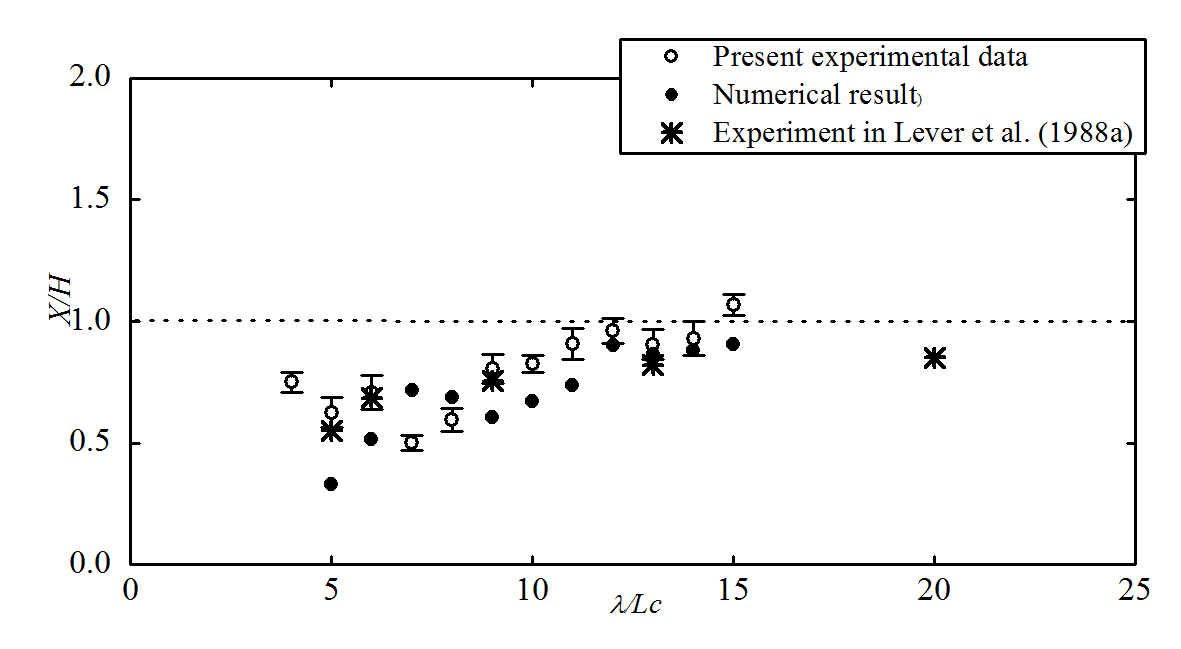 Present experimental data
Numerical result)
Experiment in Lever et al. (1988a)
2.0
1.5
1.0
0.5
0.0
X/H
0 5 10 15 20 25
λ/Lc